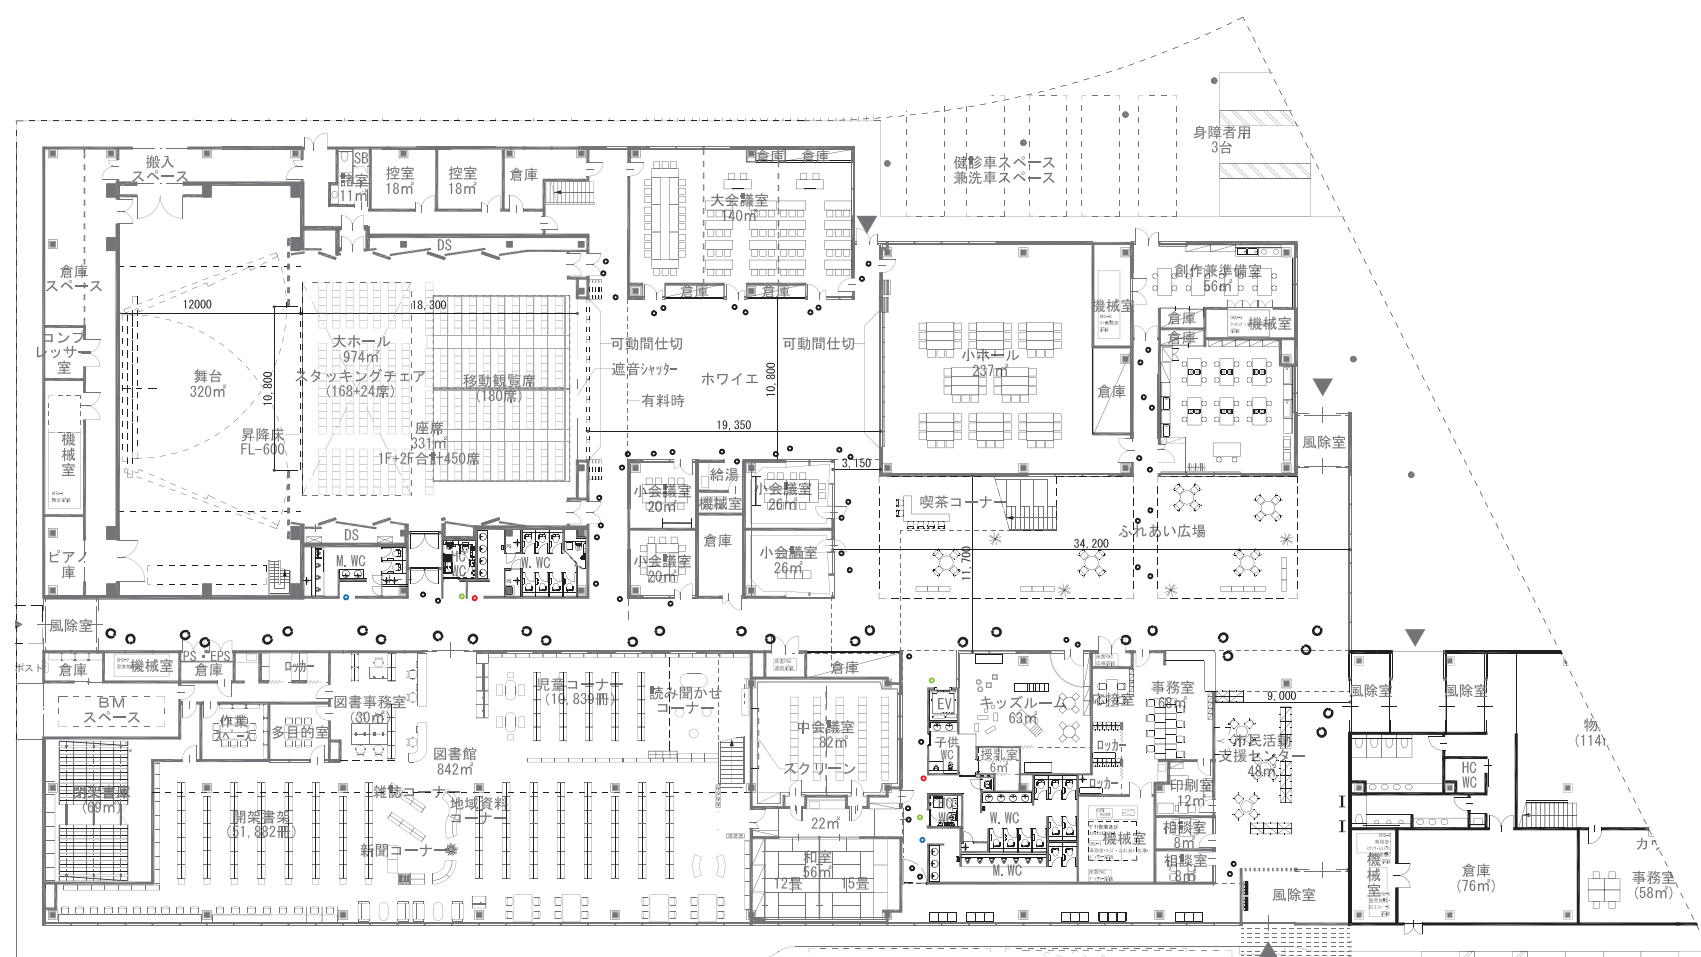 身障者用
3台
健診車スペース
兼洗車スペース
搬入
スペース
SB
諸室
11㎡
控室
18㎡
控室
18㎡
倉庫
倉庫
倉庫
大会議室
140㎡
DS
倉庫
スペース
12000
18,300
倉庫
倉庫
機械室
創作兼準備室
56㎡
倉庫
機械室
倉庫
コンプ
レッサー
室
大ホール
974㎡
スタッキングチェア
(168+24席)
舞台
320㎡
10,800
移動観覧席
(180席)
可動間仕切
可動間仕切
遮音シャッター
ホワイエ
10,800
有料時
小ホール
237㎡
倉庫
昇降床
FL-600
座席
331㎡
1F+2F合計450席
19,350
風除室
機
械
室
3,150
小会議室
20㎡
給湯
機械室
小会議室
26㎡
喫茶コーナー
ふれあい広場
34,200
11,700
DS
ピアノ
庫
M.WC
HC
WC
W.WC
小会議室
20㎡
倉庫
小会議室
26㎡
風除室
ポスト
倉庫
機械室
PS・EPS
倉庫
ロッカー
倉庫
BM
スペース
作業
スペース
多目的室
図書事務室
(30㎡)
児童コーナー
(16,839冊)
読み聞かせ
コーナー
図書館
842㎡
中会議室
82㎡
スクリーン
EV
子供
WC
キッズルーム
63㎡
授乳室
6㎡
応接室
ロッカー
ロッカー
事務室
68㎡
9,000
市民活動
支援センター
48㎡
風除室
風除室
物
(114)
HC
WC
閉架書庫
(69㎡)
開架書架
(51,882冊)
雑誌コーナー
地域資料
コーナー
新聞コーナー
22㎡
和室
56㎡
12畳
15畳
HC
WC
W.WC
M.WC
機械室
印刷室
12㎡
相談室
8㎡
相談室
8㎡
風除室
機
械
室
倉庫
(76㎡)
カ
事務室
(58㎡)